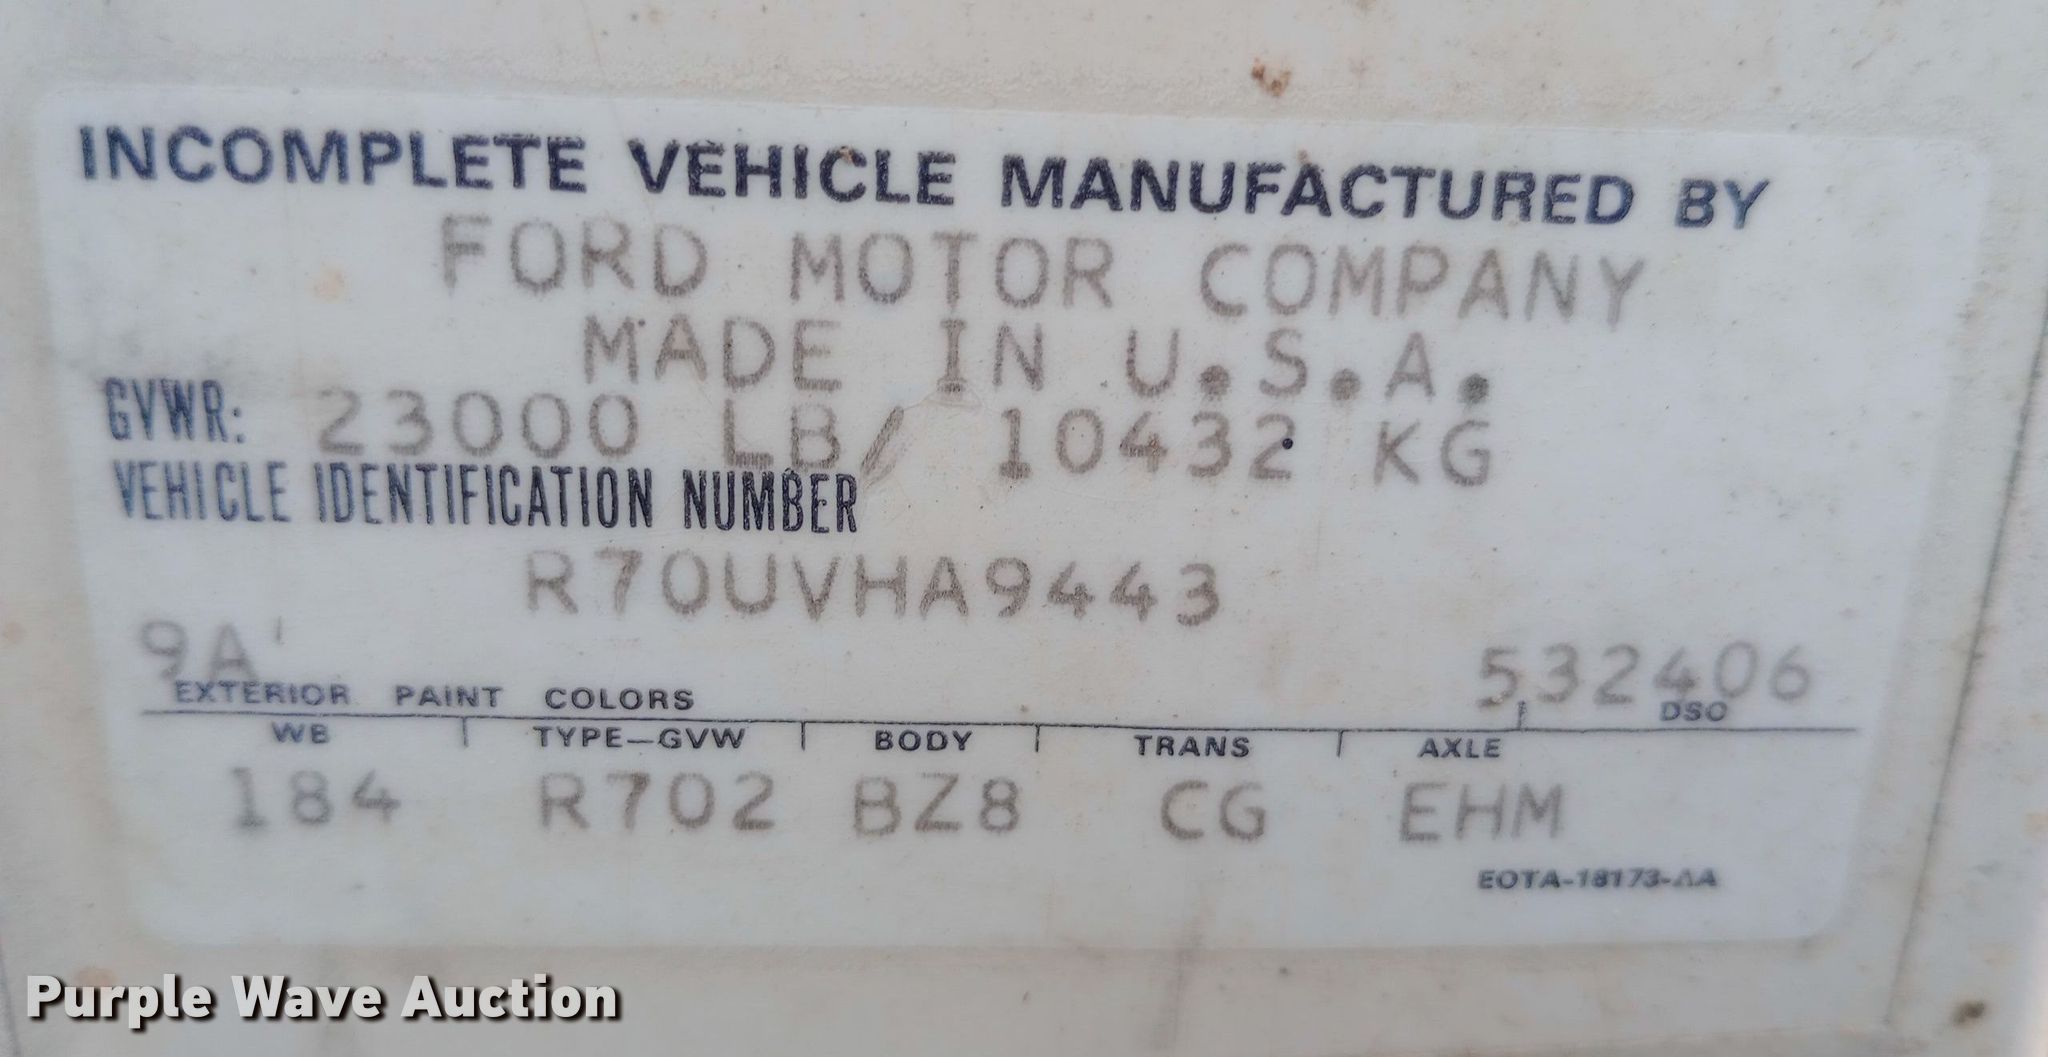 INCOMPLETE VEHICLE MANUFACTURED BY
FORD MOTOR COMPANY
MADE IN U.S.A.
GVWR: 23000 LB/ 10432 KG
VEHICLE IDENTIFICATION NUMBER
R70UVHA9443
9A 532406
EXTERIOR PAINT COLORS DSO
WB TYPE-GVW BODY TRANS AXLE
184 R702 BZ8 CG EHM
EOTA-18173-AA
Purple Wave Auction